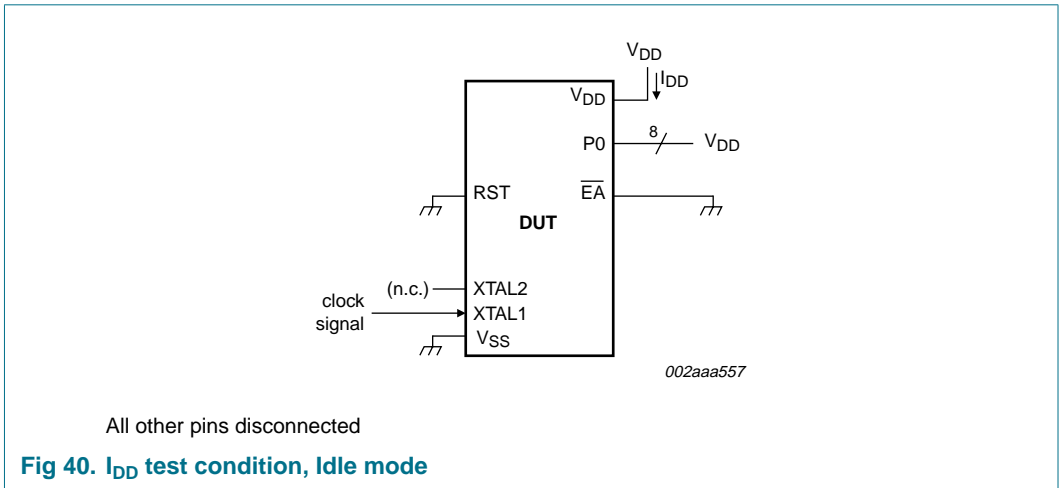 VDD
IDD
VDD
P0
8
VDD
RST
EA
DUT
(n.c.)
XTAL2
clock
signal
XTAL1
VSS
002aaa557
All other pins disconnected
Fig 40. IDD test condition, Idle mode